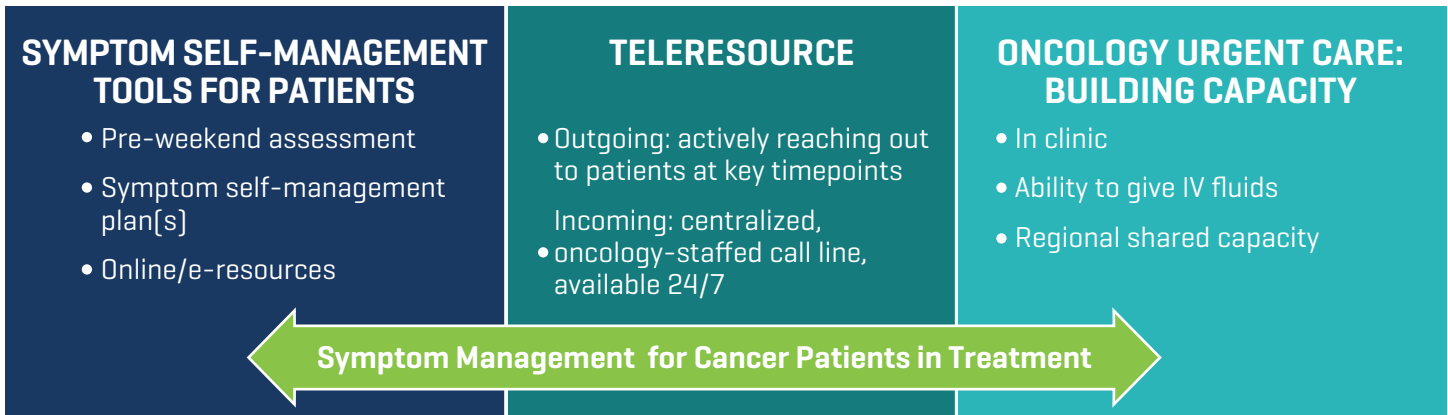 SYMPTOM SELF-MANAGEMENT
TOOLS FOR PATIENTS
• Pre-weekend assessment
• Symptom self-management
plan(s)
• Online/e-resources
TELERESOURCE
• Outgoing: actively reaching out
to patients at key timepoints
Incoming: centralized,
• oncology-staffed call line,
available 24/7
ONCOLOGY URGENT CARE:
BUILDING CAPACITY
• In clinic
• Ability to give IV fluids
• Regional shared capacity
Symptom Management for Cancer Patients in Treatment